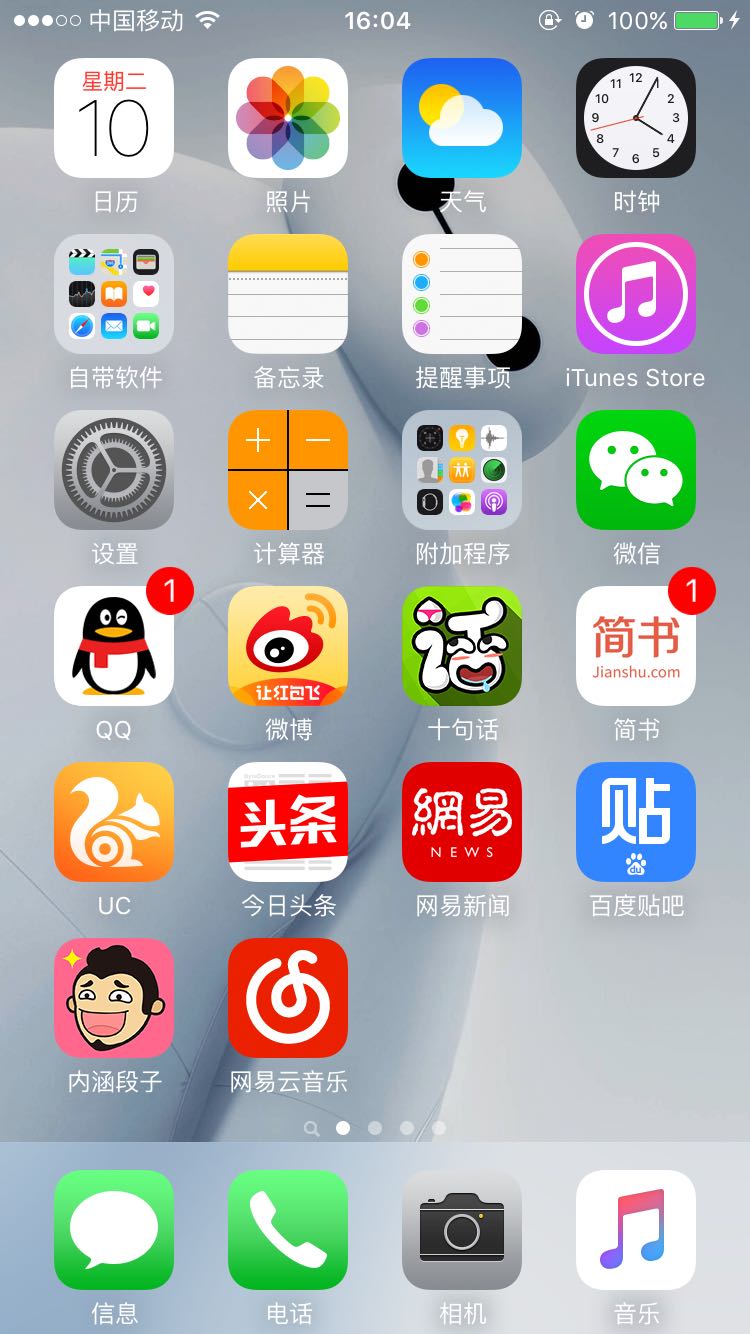 中国移动 16:04 100%
星期二
10
12
11 1
10 2
9 3
8 4
7 5
6
日历 照片 天气 时钟
自带软件 备忘录 提醒事项 iTunes Store
设置 计算器 附加程序 微信
1 1
话 简书
Jianshu.com
让红包飞
QQ 微博 十句话 简书
头条 網易 贴
NEWS du
UC 今日头条 网易新闻 百度贴吧
内涵段子 网易云音乐
信息 电话 相机 音乐